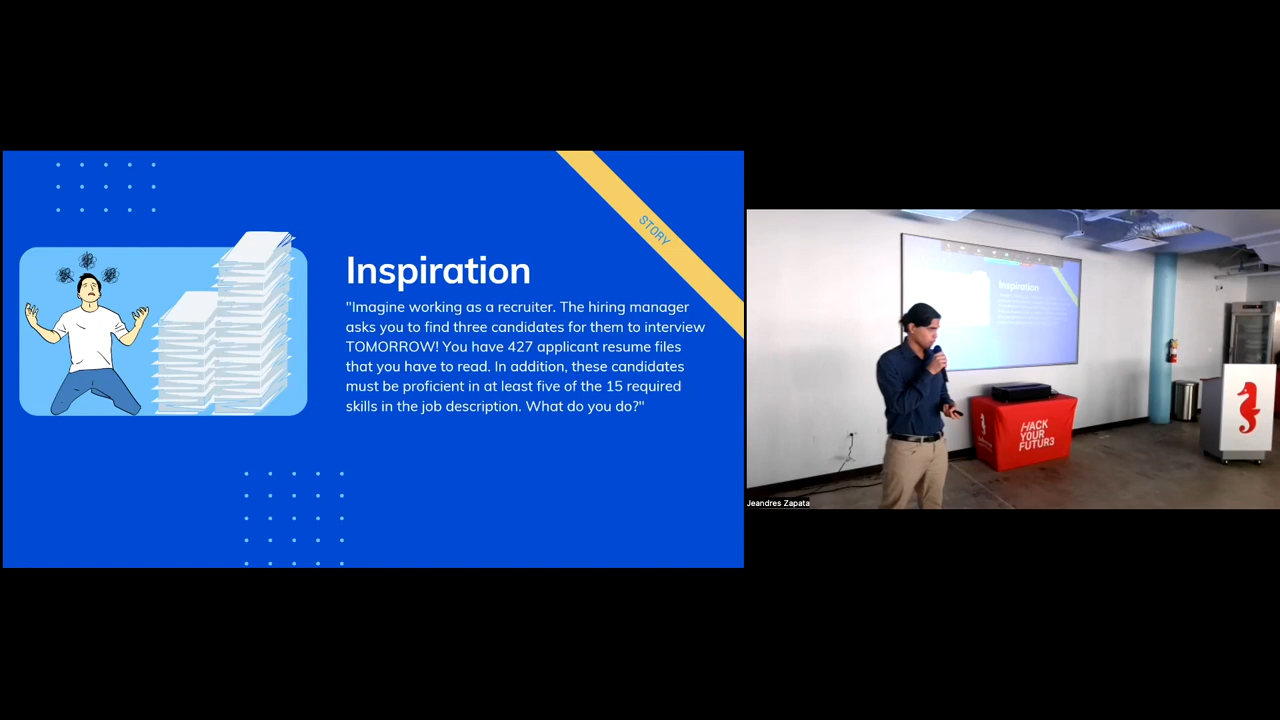 STORY
Inspiration
"Imagine working as a recruiter. The hiring manager
asks you to find three candidates for them to interview
TOMORROW! You have 427 applicant resume files
that you have to read. In addition, these candidates
must be proficient in at least five of the 15 required
skills in the job description. What do you do?"
Inspiration
HACK
YOUR
FUTUR3
Jeandres Zapata